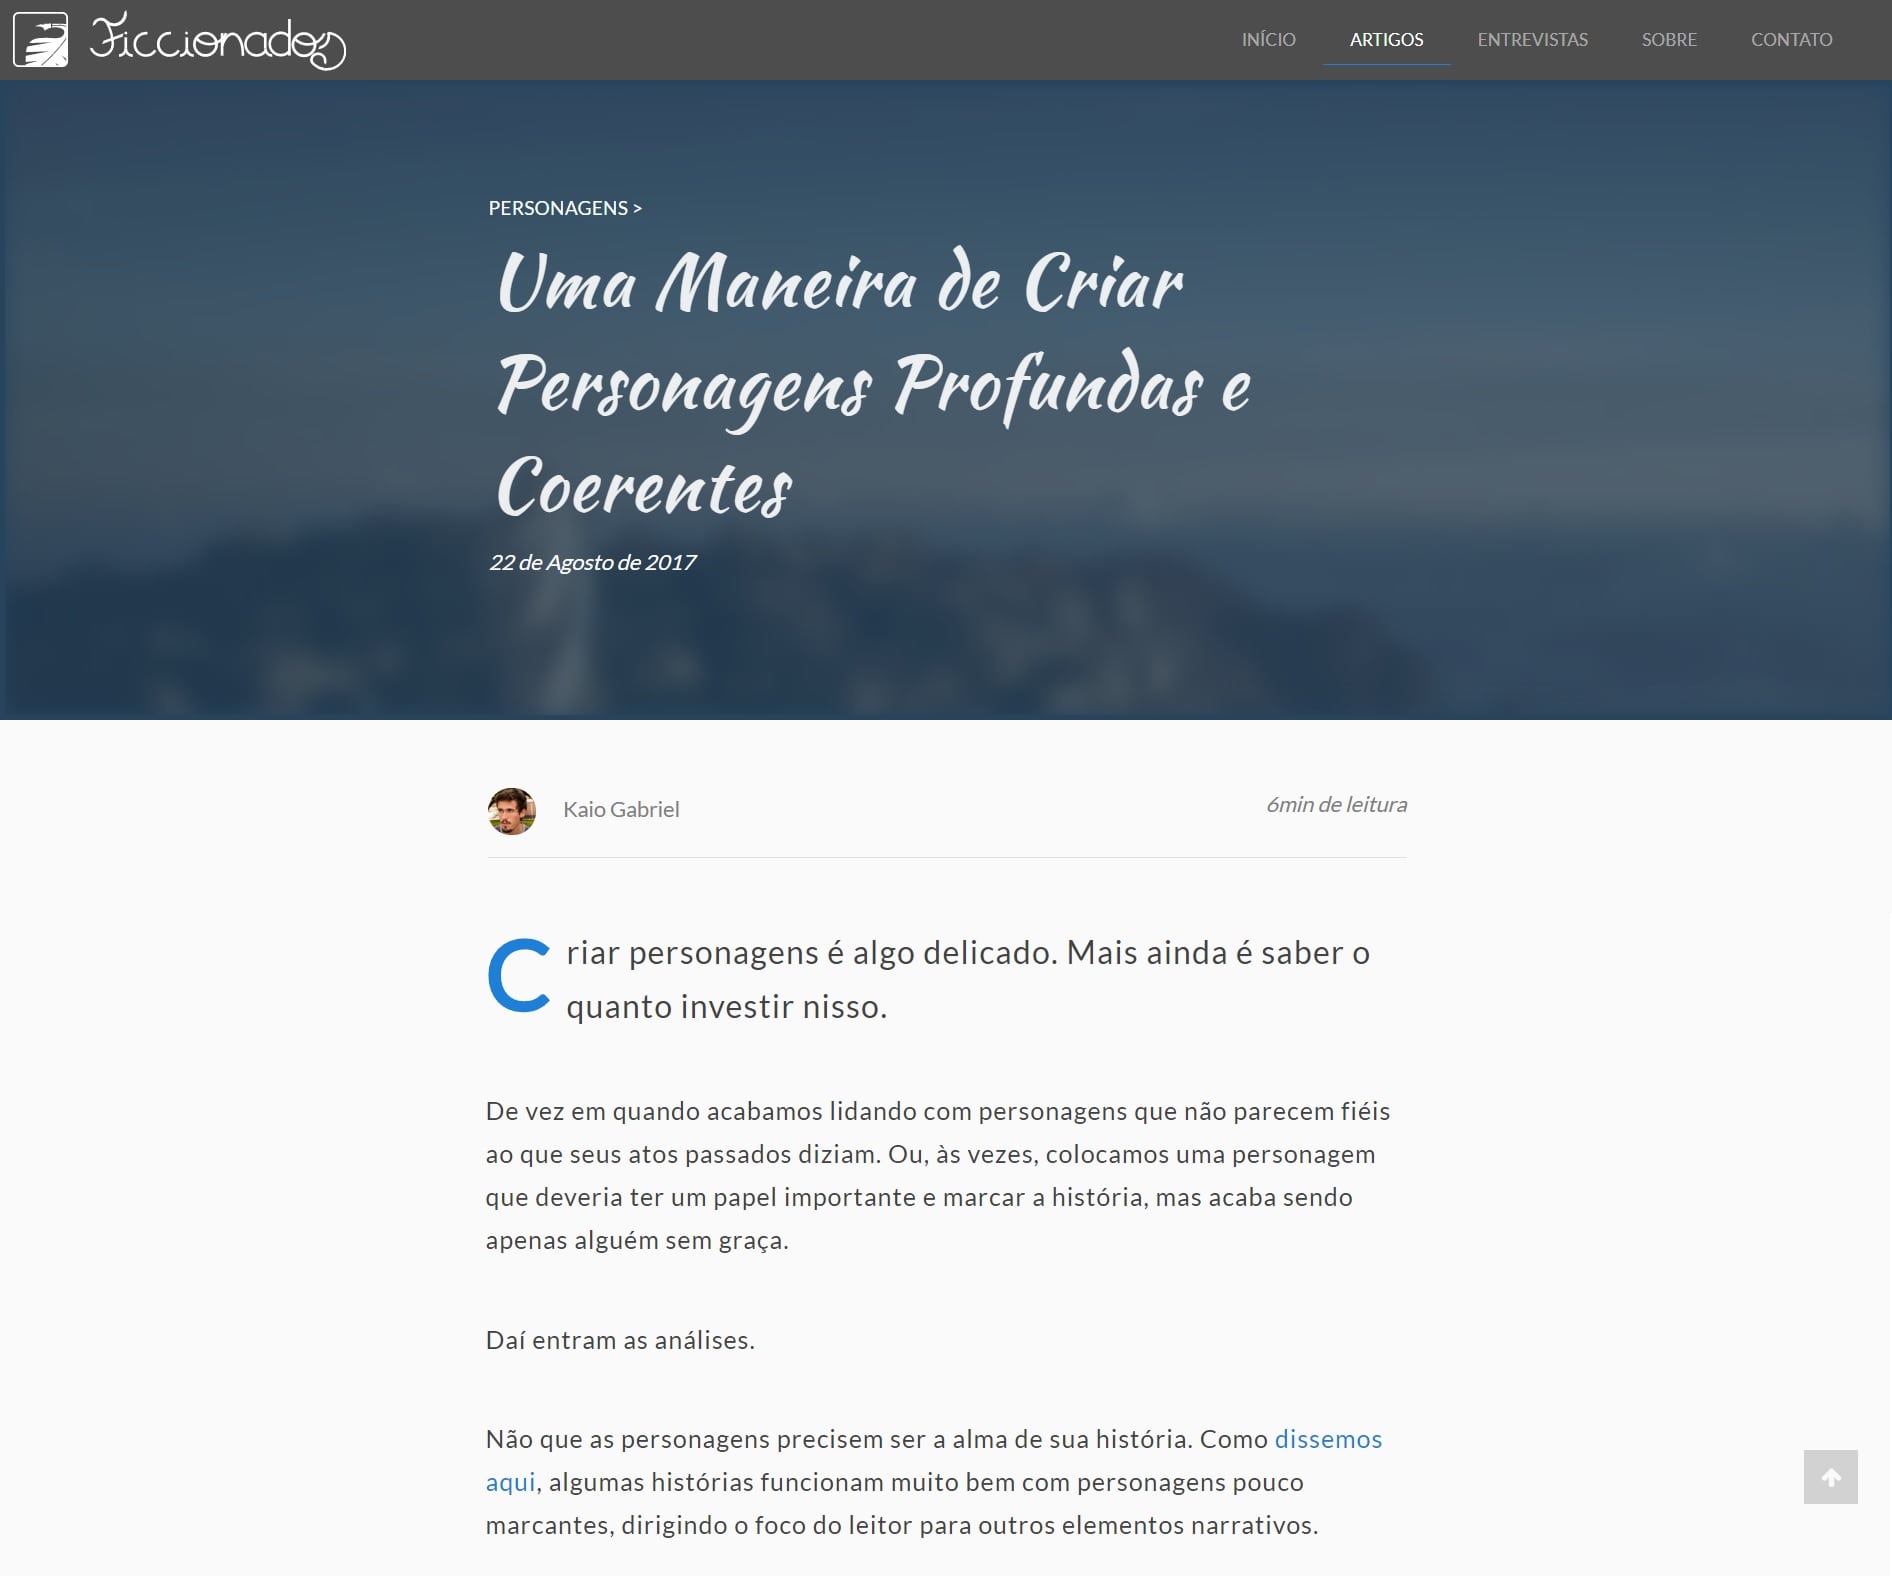 Ficcionados
INÍCIO
ARTIGOS
ENTREVISTAS
SOBRE
CONTATO
PERSONAGENS >
Uma Maneira de Criar
Personagens Profundas e
Coerentes
22 de Agosto de 2017
Kaio Gabriel
6min de leitura
Criar personagens é algo delicado. Mais ainda é saber o
quanto investir nisso.
De vez em quando acabamos lidando com personagens que não parecem fiéis
ao que seus atos passados diziam. Ou, às vezes, colocamos uma personagem
que deveria ter um papel importante e marcar a história, mas acaba sendo
apenas alguém sem graça.
Daí entram as análises.
Não que as personagens precisem ser a alma de sua história. Como dissemos
aqui, algumas histórias funcionam muito bem com personagens pouco
marcantes, dirigindo o foco do leitor para outros elementos narrativos.